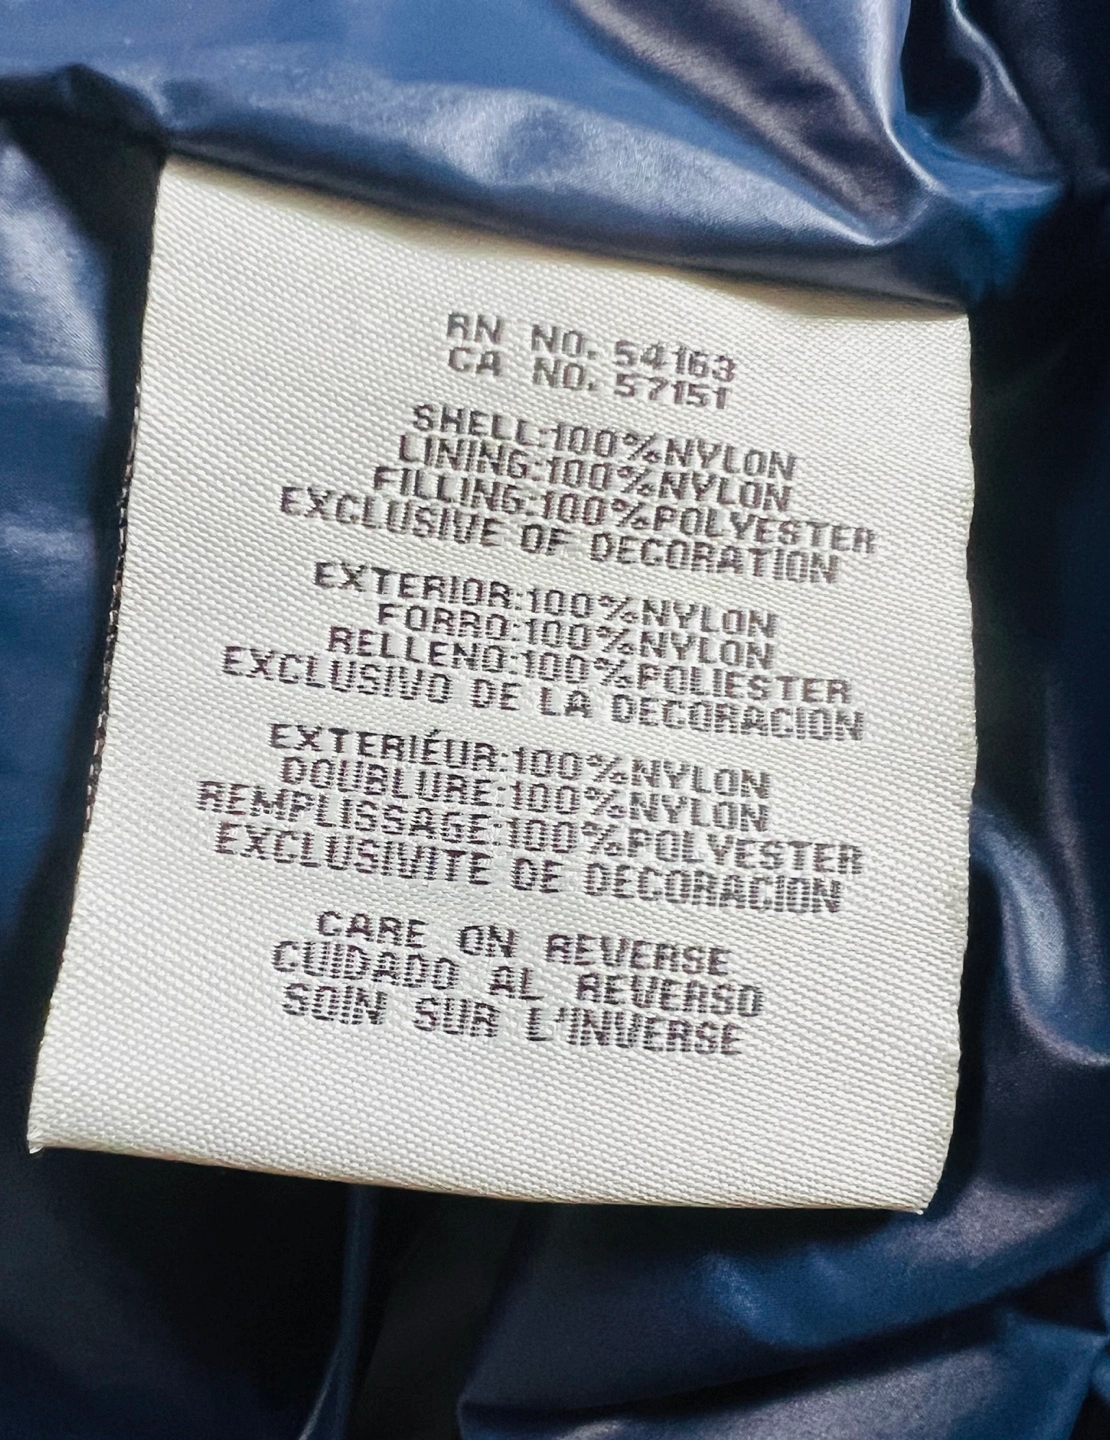 RN NO. 54163
CA NO. 57151
SHELL:100%NYLON
LINING:100%NYLON
FILLING:100%POLYESTER
EXCLUSIVE OF DECORATION
EXTERIOR:100%NYLON
FORRO:100%NYLON
RELLENO:100%POLIESTER
EXCLUSIVO DE LA DECORACION
EXTERIÉUR:100%NYLON
DOUBLURE:100%NYLON
REMPLISSAGE:100%POLYESTER
EXCLUSIVITE DE DECORACION
CARE ON REVERSE
CUIDADO AL REVERSO
SOIN SUR L'INVERSE